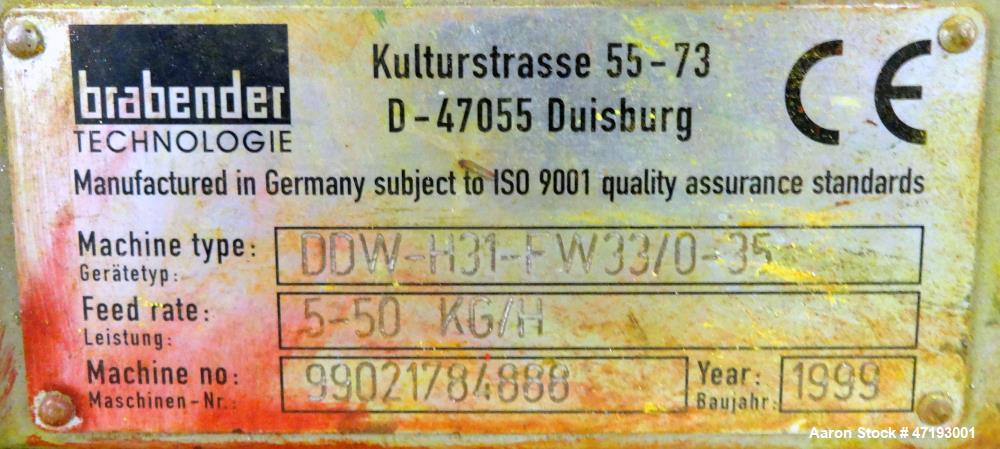 brabender
TECHNOLOGIE
Kulturstrasse 55-73
D-47055 Duisburg
CE
Manufactured in Germany subject to ISO 9001 quality assurance standards
Machine type: DDW-H31-FW33/0-35
Gerätetyp:
Feed rate: 5-50 KG/H
Leistung:
Machine no: 99021784888 Year: 1999
Maschinen-Nr.: Baujahr:
Aaron Stock # 47193001